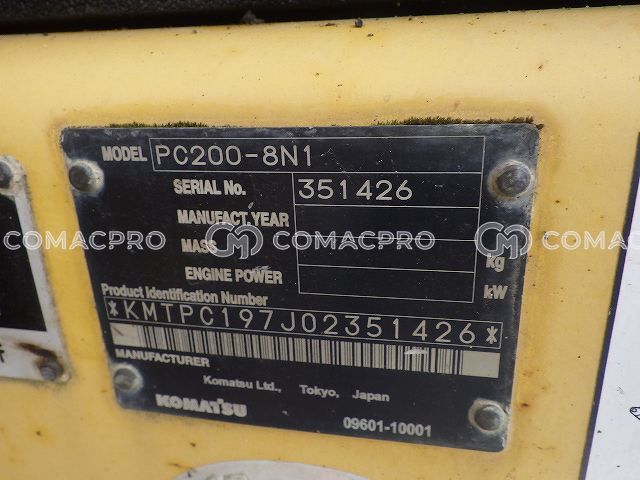 MODEL PC200-8N1
SERIAL No. 351426
MANUFACT.YEAR
MASS kg
ENGINE POWER kW
Product Identification Number
*KMTPC197J02351426*
MANUFACTURER
Komatsu Ltd., Tokyo, Japan
KOMATSU
09601-10001
COMACPRO COMACPRO COMACPRO